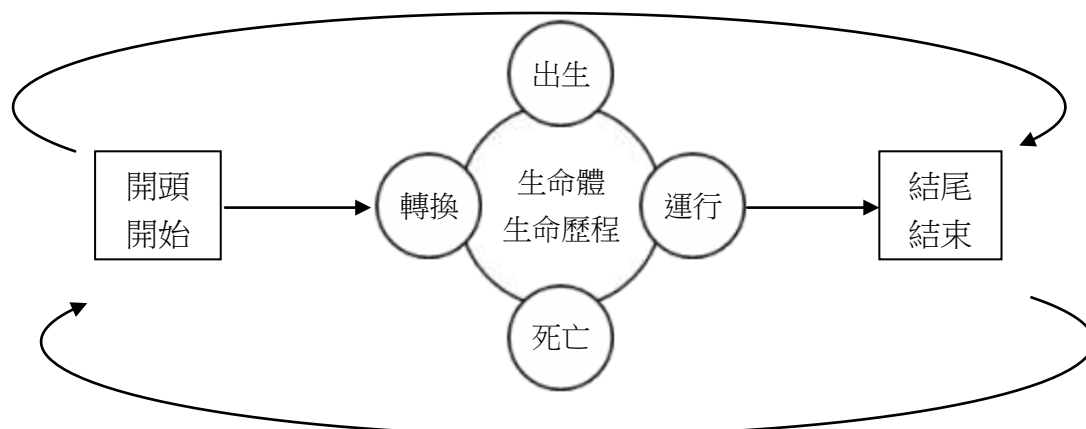 出生
開頭
開始
轉換
生命體
生命歷程
運行
結尾
結束
死亡